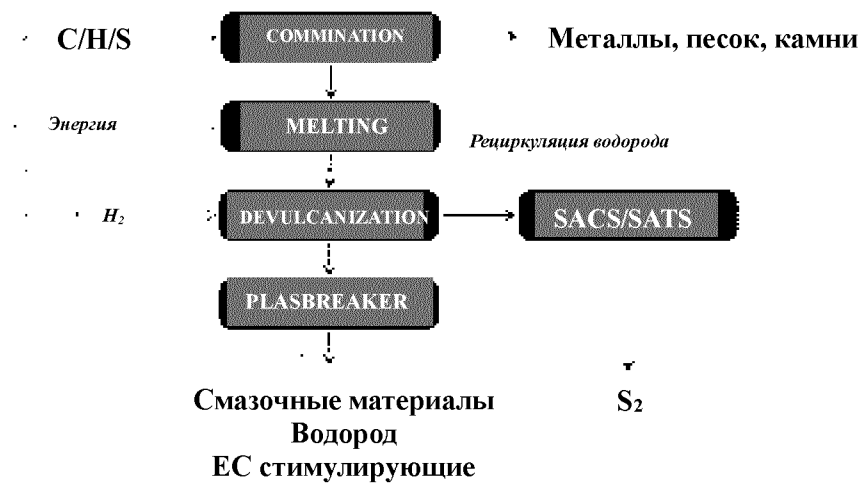 C/H/S COMMINATION Металлы, песок, камни
Энергия MELTING
Рециркуляция водорода
H₂ DEVULCANIZATION SACS/SATS
PLASBREAKER
Смазочные материалы S₂
Водород
ЕС стимулирующие